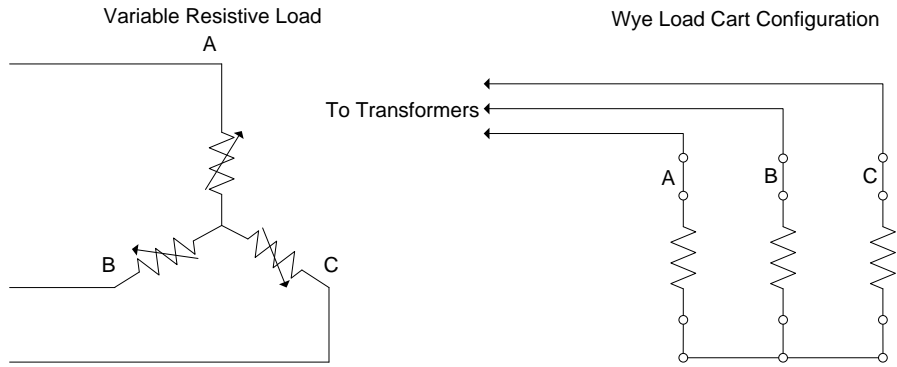 Variable Resistive Load
A
B
C
Wye Load Cart Configuration
To Transformers
A
B
C